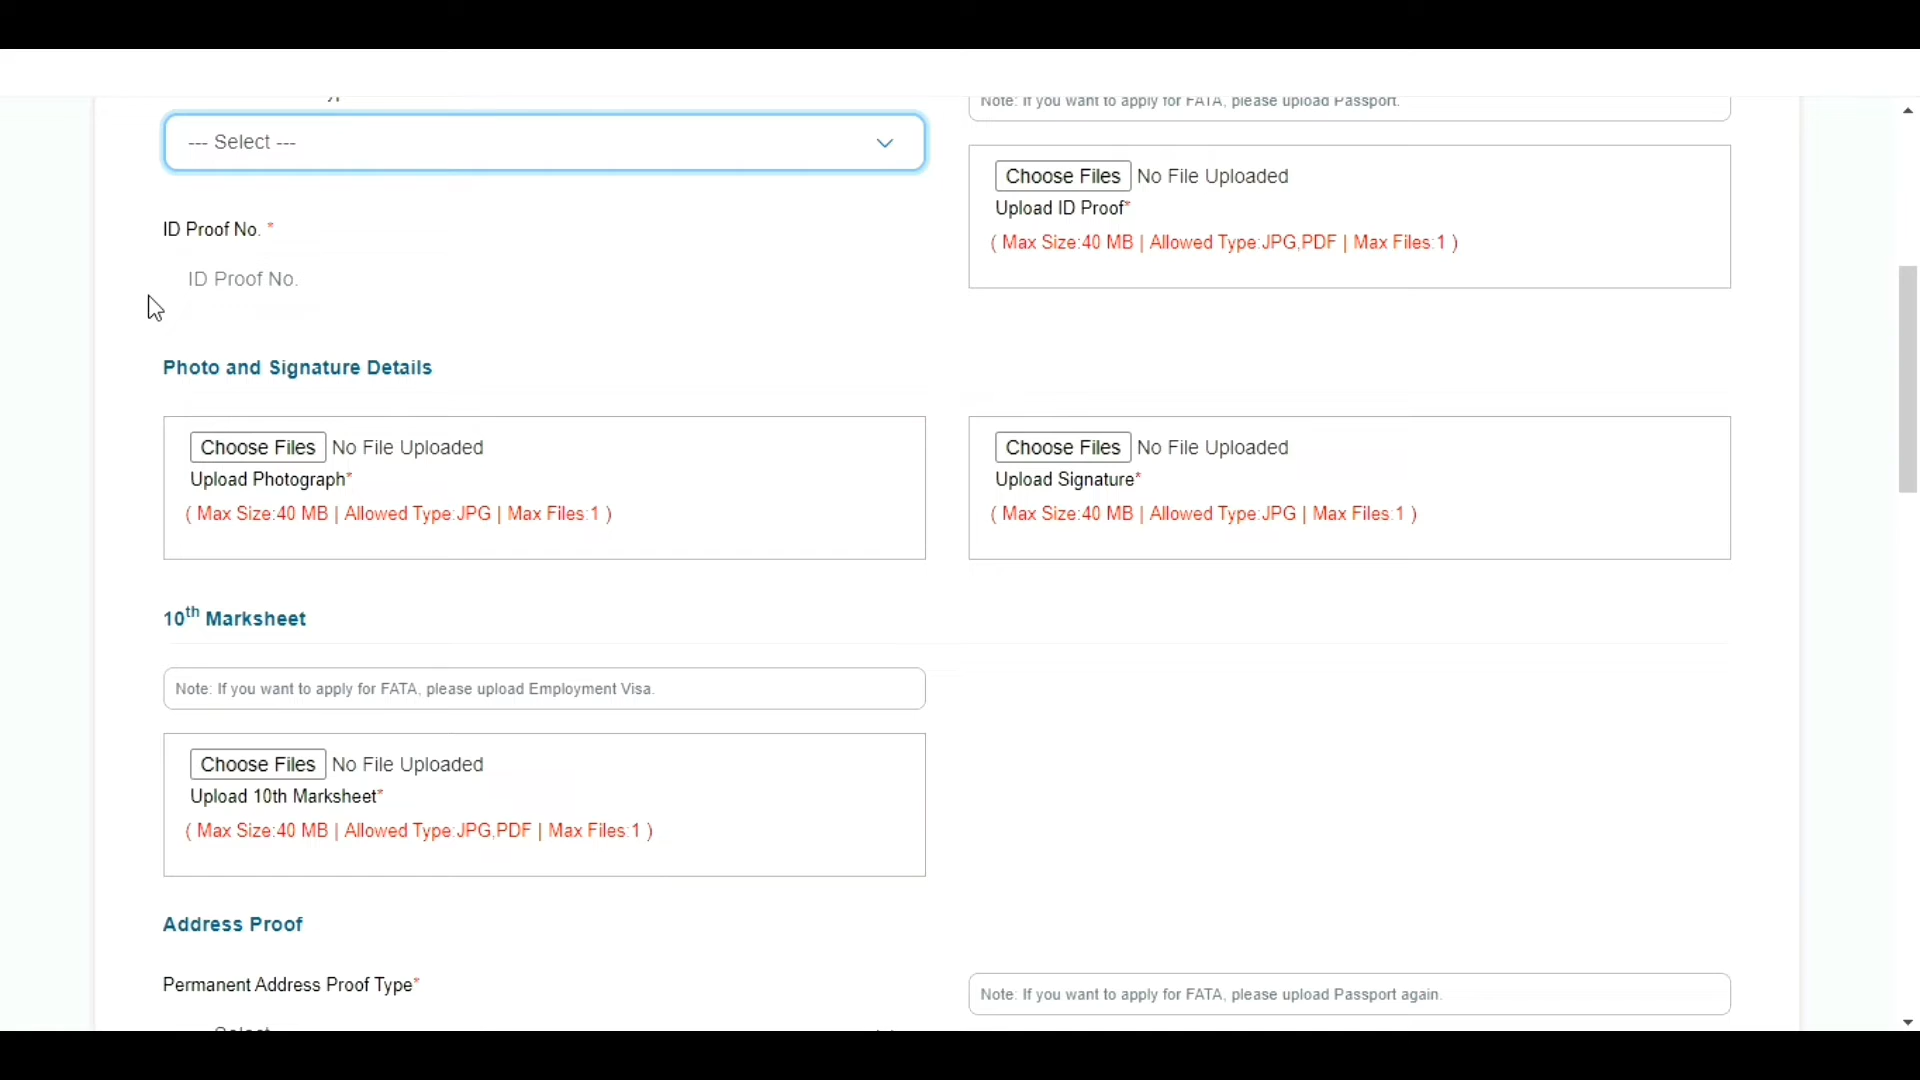 Note: If you want to apply for FATA, please upload Passport.
--- Select ---
Choose Files No File Uploaded
Upload ID Proof*
( Max Size:40 MB | Allowed Type:JPG,PDF | Max Files:1 )
ID Proof No. *
ID Proof No.
Photo and Signature Details
Choose Files No File Uploaded
Upload Photograph*
( Max Size:40 MB | Allowed Type:JPG | Max Files:1 )
Choose Files No File Uploaded
Upload Signature*
( Max Size:40 MB | Allowed Type:JPG | Max Files:1 )
10th Marksheet
Note: If you want to apply for FATA, please upload Employment Visa.
Choose Files No File Uploaded
Upload 10th Marksheet*
( Max Size:40 MB | Allowed Type:JPG,PDF | Max Files:1 )
Address Proof
Permanent Address Proof Type*
Note: If you want to apply for FATA, please upload Passport again.
Select